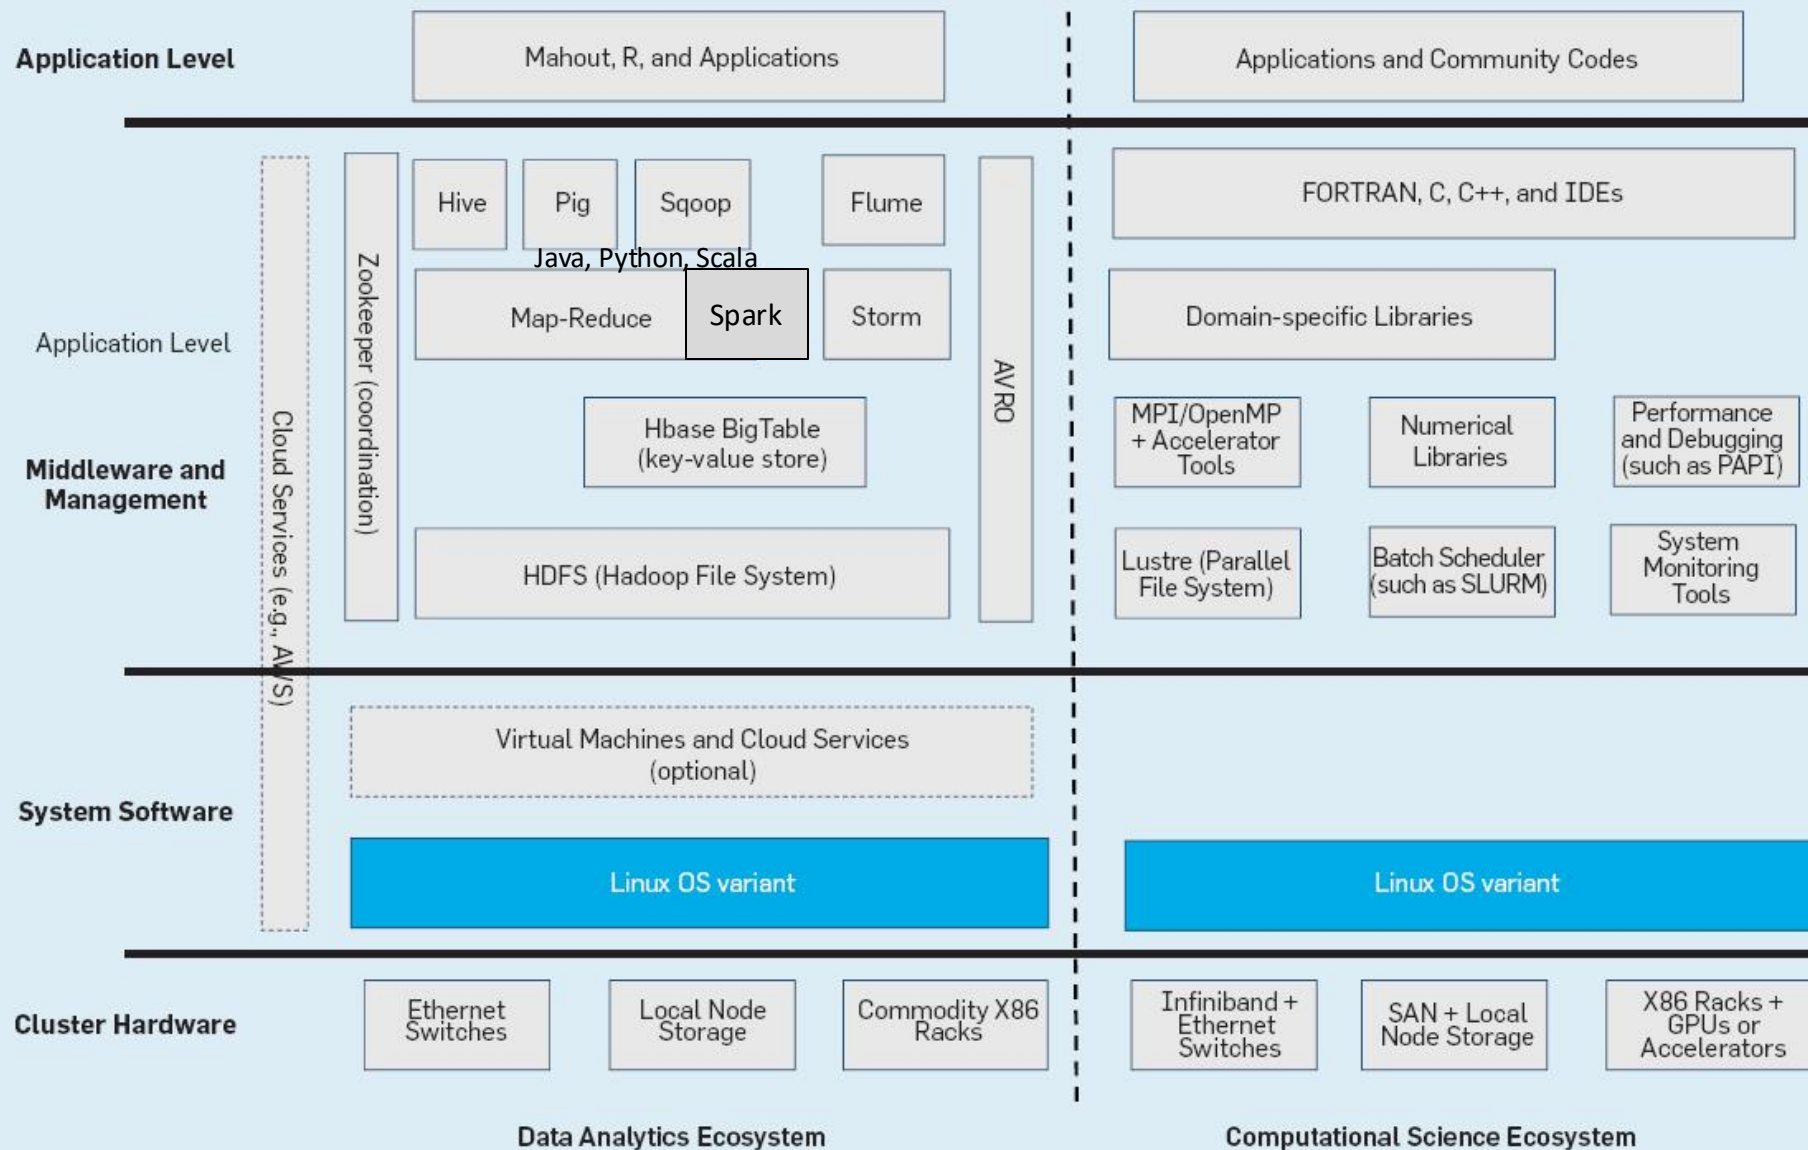 Application Level
Mahout, R, and Applications
Applications and Community Codes
Cloud Services (e.g., AWS)
Zookeeper (coordination)
Hive
Pig
Sqoop
Flume
AVRO
FORTRAN, C, C++, and IDEs
Java, Python, Scala
Map-Reduce
Spark
Storm
Domain-specific Libraries
Application Level
Hbase BigTable
(key-value store)
MPI/OpenMP
+ Accelerator
Tools
Numerical
Libraries
Performance
and Debugging
(such as PAPI)
Middleware and
Management
HDFS (Hadoop File System)
Lustre (Parallel
File System)
Batch Scheduler
(such as SLURM)
System
Monitoring
Tools
Virtual Machines and Cloud Services
(optional)
System Software
Linux OS variant
Linux OS variant
Cluster Hardware
Ethernet
Switches
Local Node
Storage
Commodity X86
Racks
Infiniband +
Ethernet
Switches
SAN + Local
Node Storage
X86 Racks +
GPUs or
Accelerators
Data Analytics Ecosystem
Computational Science Ecosystem